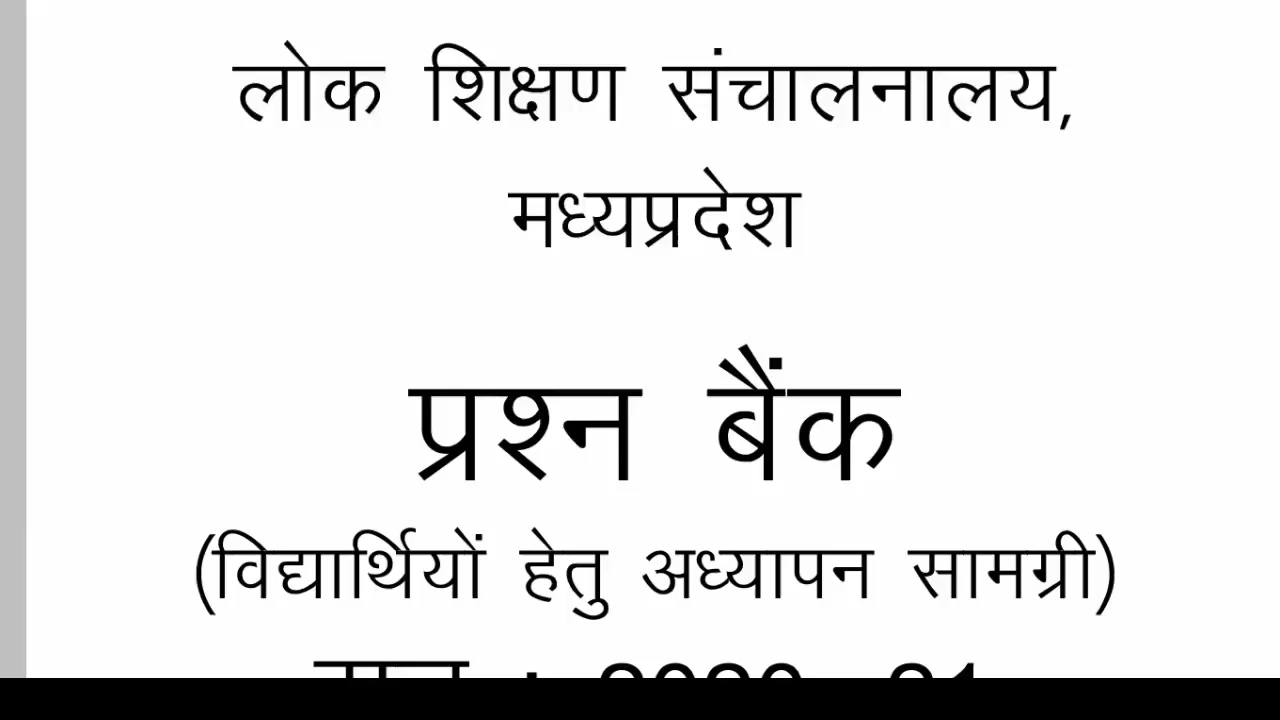 लोक शिक्षण संचालनालय,
मध्यप्रदेश
प्रश्न बैंक
(विद्यार्थियों हेतु अध्यापन सामग्री)